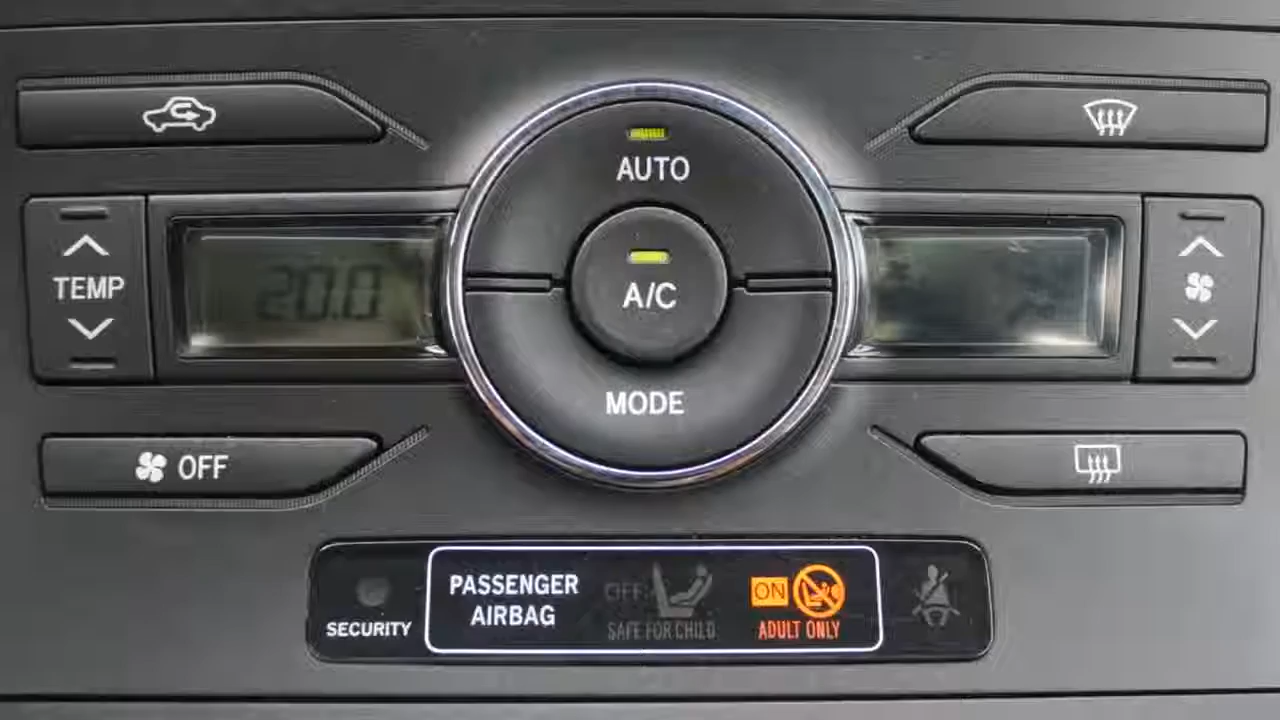 AUTO
TEMP
20.0
A/C
MODE
OFF
PASSENGER
AIRBAG
OFF
SAFE FOR CHILD
ON
ADULT ONLY
SECURITY